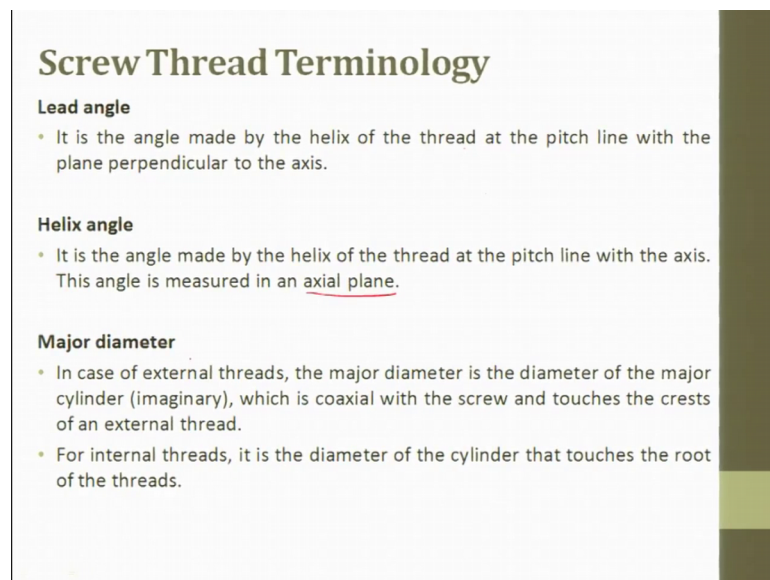 Screw Thread Terminology
Lead angle
• It is the angle made by the helix of the thread at the pitch line with the
plane perpendicular to the axis.
Helix angle
• It is the angle made by the helix of the thread at the pitch line with the axis.
This angle is measured in an axial plane.
Major diameter
• In case of external threads, the major diameter is the diameter of the major
cylinder (imaginary), which is coaxial with the screw and touches the crests
of an external thread.
• For internal threads, it is the diameter of the cylinder that touches the root
of the threads.